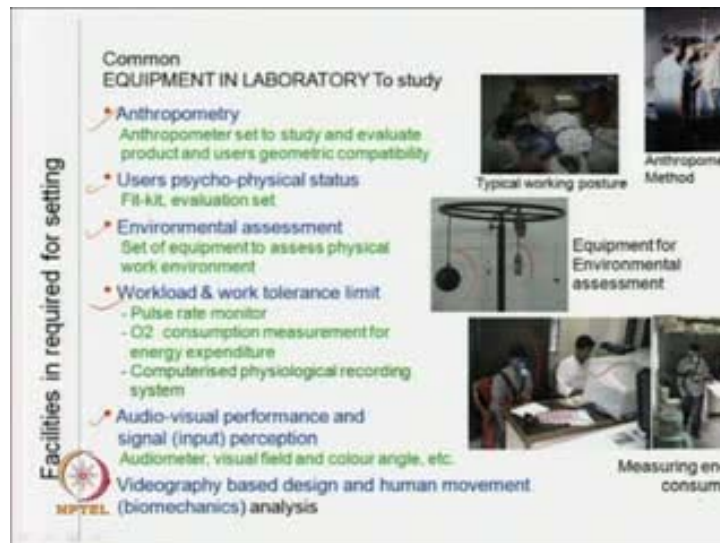 Common
EQUIPMENT IN LABORATORY To study
Anthropometry
Anthropometer set to study and evaluate
product and users geometric compatibility
Users psycho-physical status
Fit-kit, evaluation set
Environmental assessment
Set of equipment to assess physical
work environment
Workload & work tolerance limit
- Pulse rate monitor
- O2 consumption measurement for
energy expenditure
- Computerised physiological recording
system
Audio-visual performance and
signal (input) perception
Audiometer, visual field and colour angle, etc.
Videography based design and human movement
(biomechanics) analysis
Facilities in required for setting
NPTEL
Typical working posture
Anthropome
Method
Equipment for
Environmental
assessment
Measuring en
consum